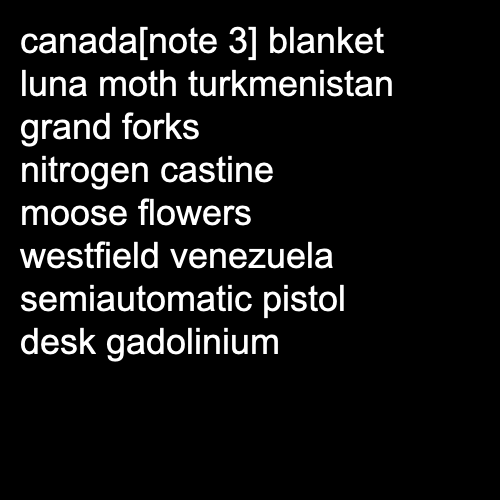 canada[note 3] blanket
luna moth turkmenistan
grand forks
nitrogen castine
moose flowers
westfield venezuela
semiautomatic pistol
desk gadolinium